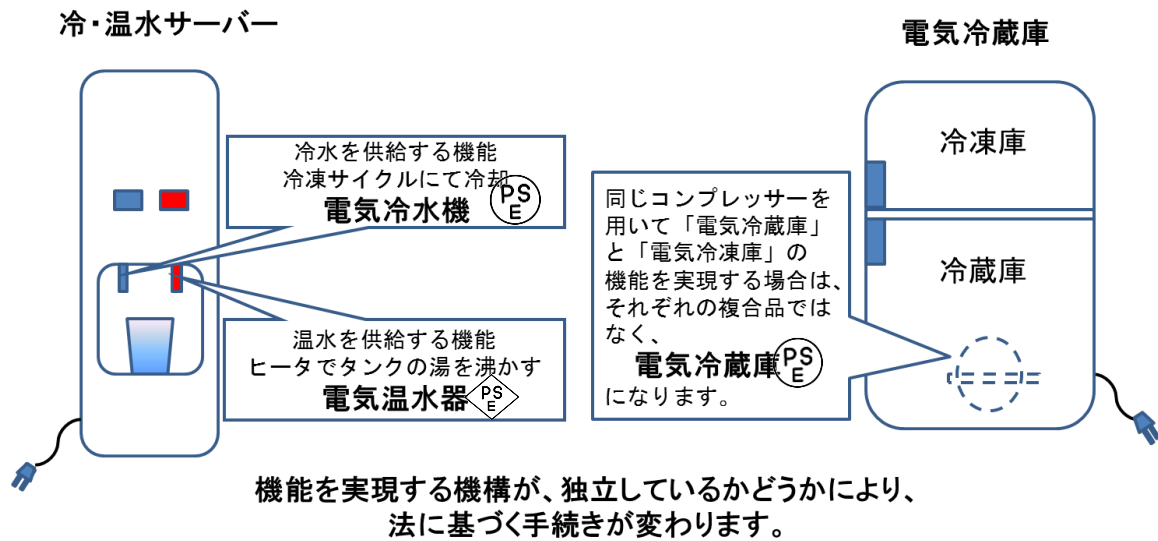 冷・温水サーバー
冷水を供給する機能
冷凍サイクルにて冷却
電気冷水機 PSE
温水を供給する機能
ヒータでタンクの湯を沸かす
電気温水器 PSE
電気冷蔵庫
冷凍庫
冷蔵庫
同じコンプレッサーを
用いて「電気冷蔵庫」
と「電気冷凍庫」の
機能を実現する場合は、
それぞれの複合品では
なく、
電気冷蔵庫 PSE
になります。
機能を実現する機構が、独立しているかどうかにより、
法に基づく手続きが変わります。